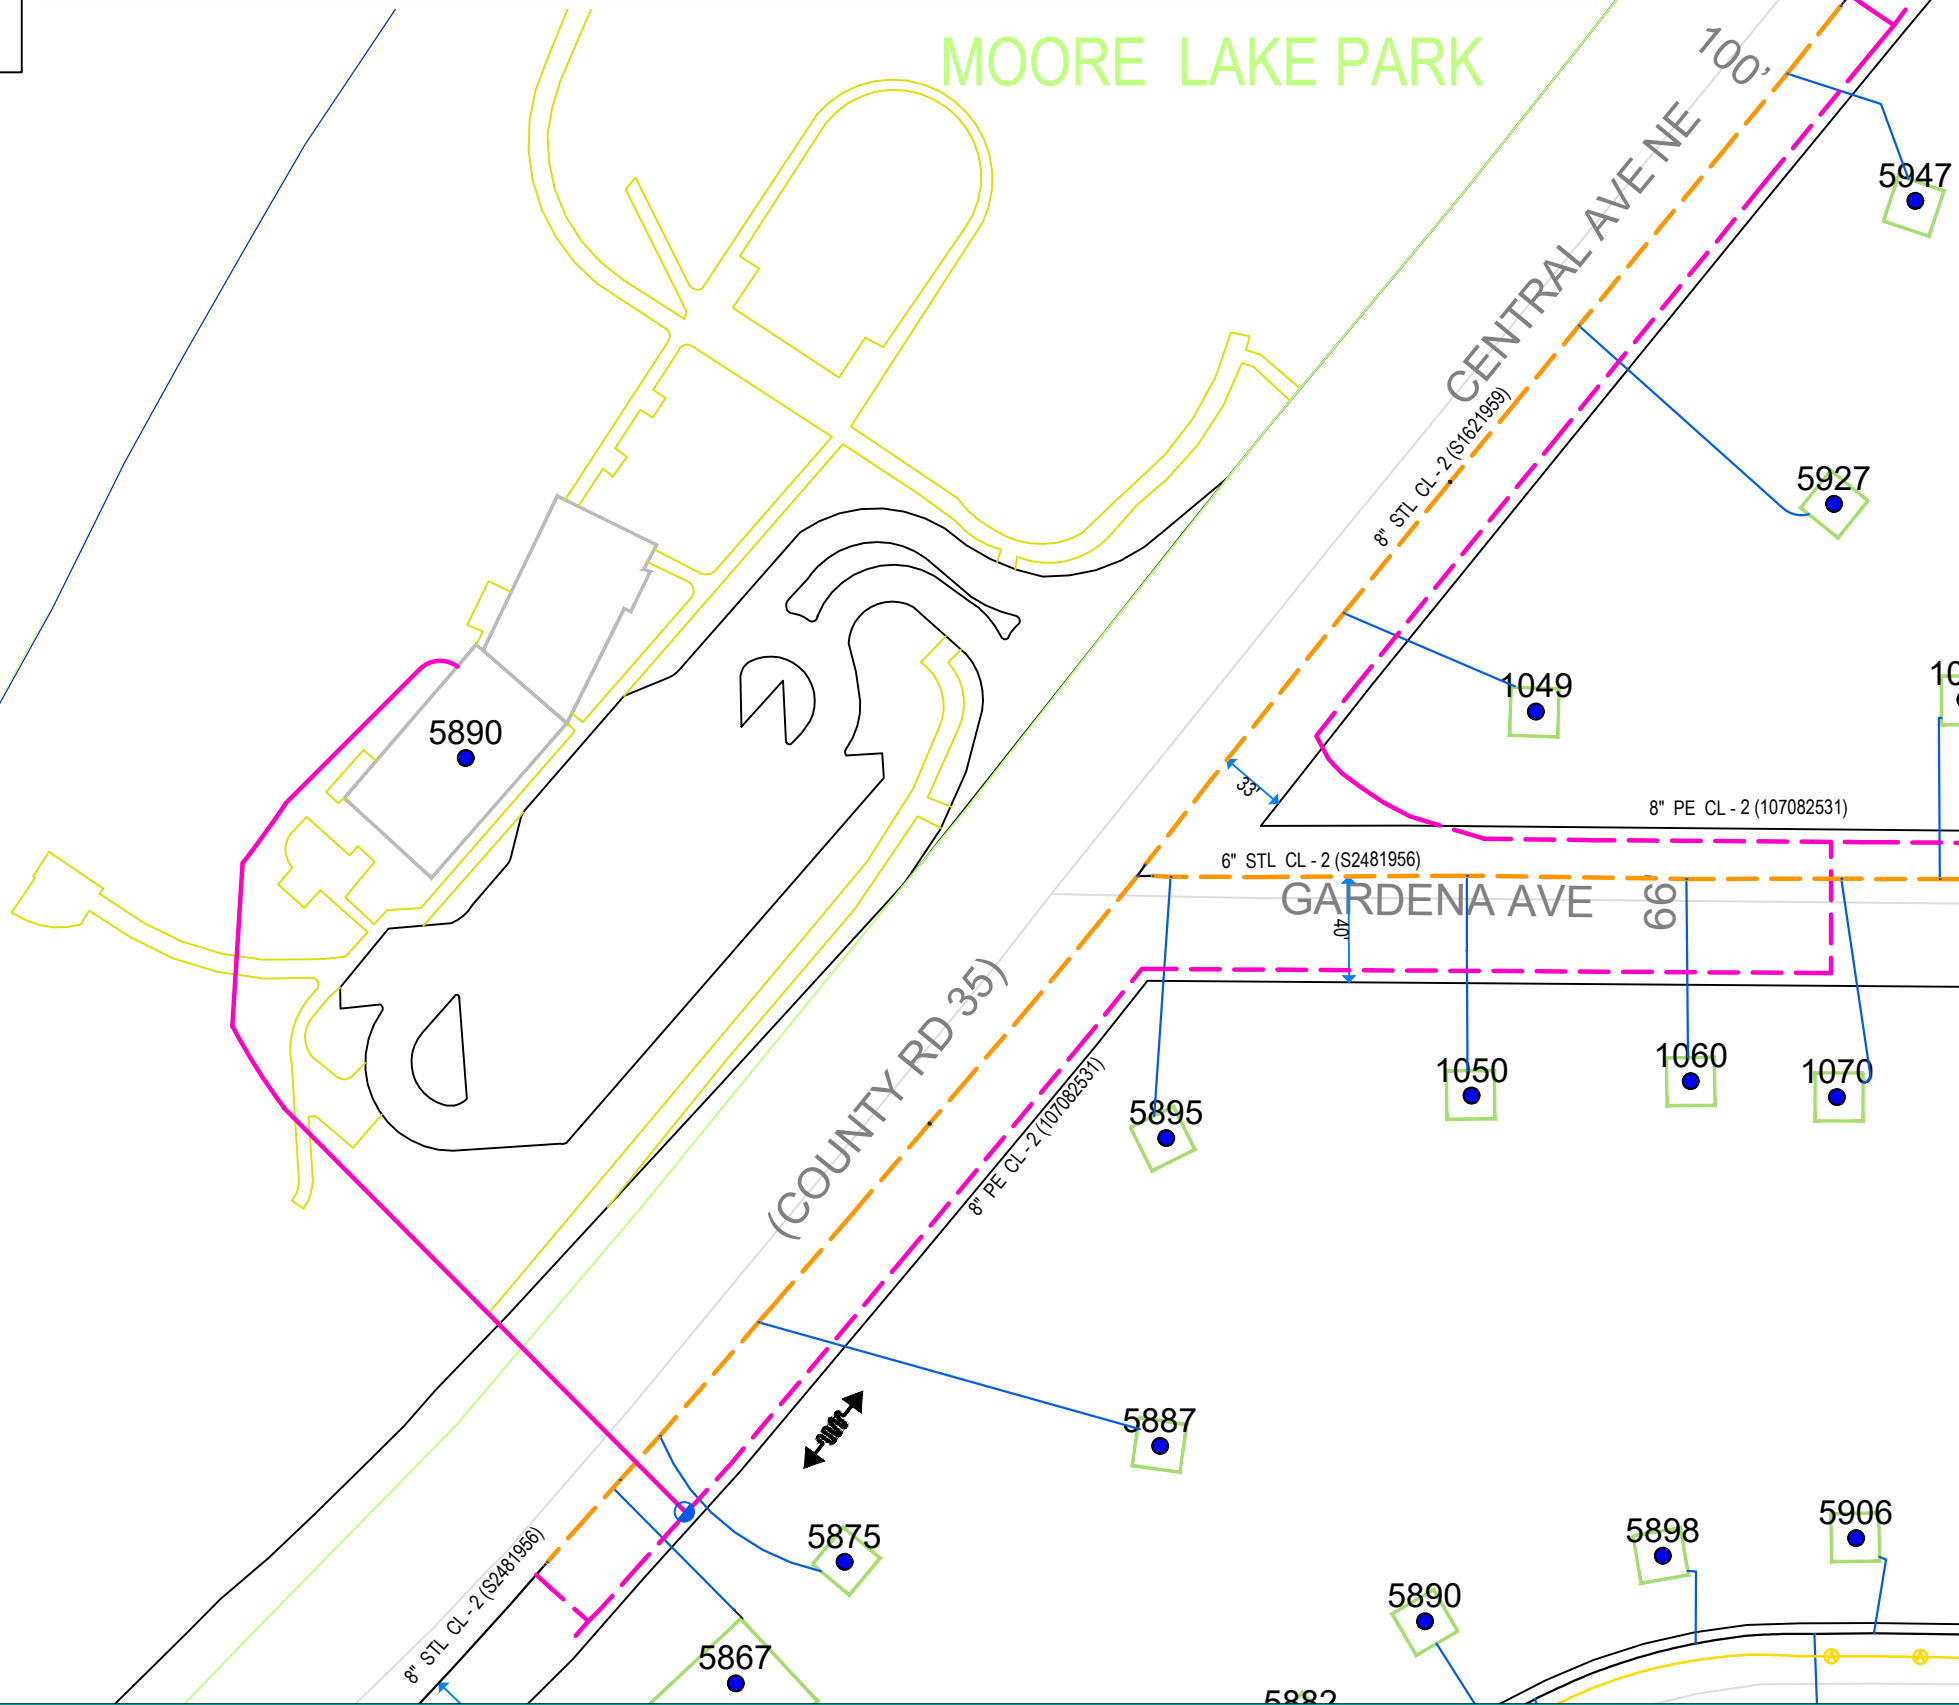 MOORE LAKE PARK
100'
CENTRAL AVE NE
5947
8" STL CL - 2 (S1621959)
5927
1049
5890
33'
8" PE CL - 2 (107082531)
6" STL CL - 2 (S2481956)
GARDENA AVE
66'
40'
(COUNTY RD 35)
8" PE CL - 2 (107082531)
5895
1050
1060
1070
5887
5875
5867
8" STL CL - 2 (S2481956)
5898
5906
5890
5882